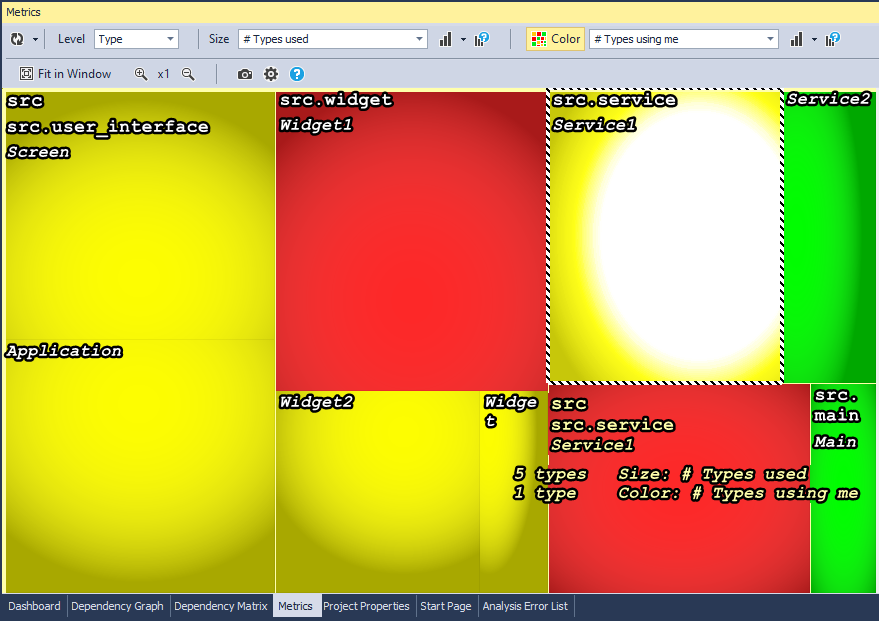 Metrics
Level Type Size # Types used Color # Types using me
Fit in Window x1
src src.widget src.service Service2
src.user_interface Widget1 Service1
Screen
Application
Widget2 Widge
t
src src.
main
src.service
Service1 Main
5 types Size: # Types used
1 type Color: # Types using me
Dashboard Dependency Graph Dependency Matrix Metrics Project Properties Start Page Analysis Error List